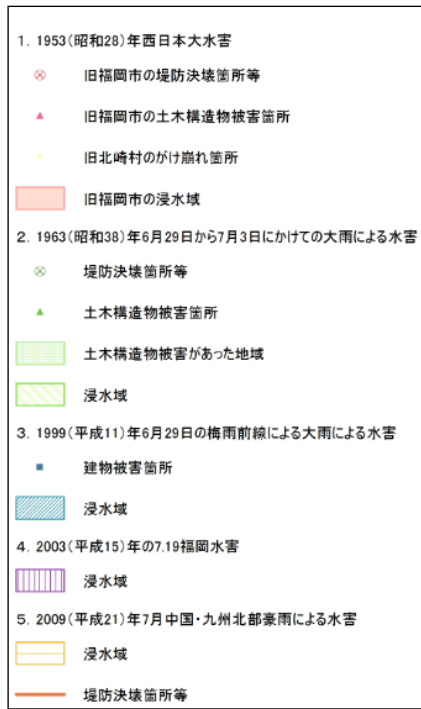 1. 1953(昭和28)年西日本大水害
旧福岡市の堤防決壊箇所等
旧福岡市の土木構造物被害箇所
旧北崎村のがけ崩れ箇所
旧福岡市の浸水域
2. 1963(昭和38)年6月29日から7月3日にかけての大雨による水害
堤防決壊箇所等
土木構造物被害箇所
土木構造物被害があった地域
浸水域
3. 1999(平成11)年6月29日の梅雨前線による大雨による水害
建物被害箇所
浸水域
4. 2003(平成15)年の7.19福岡水害
浸水域
5. 2009(平成21)年7月中国・九州北部豪雨による水害
浸水域
堤防決壊箇所等